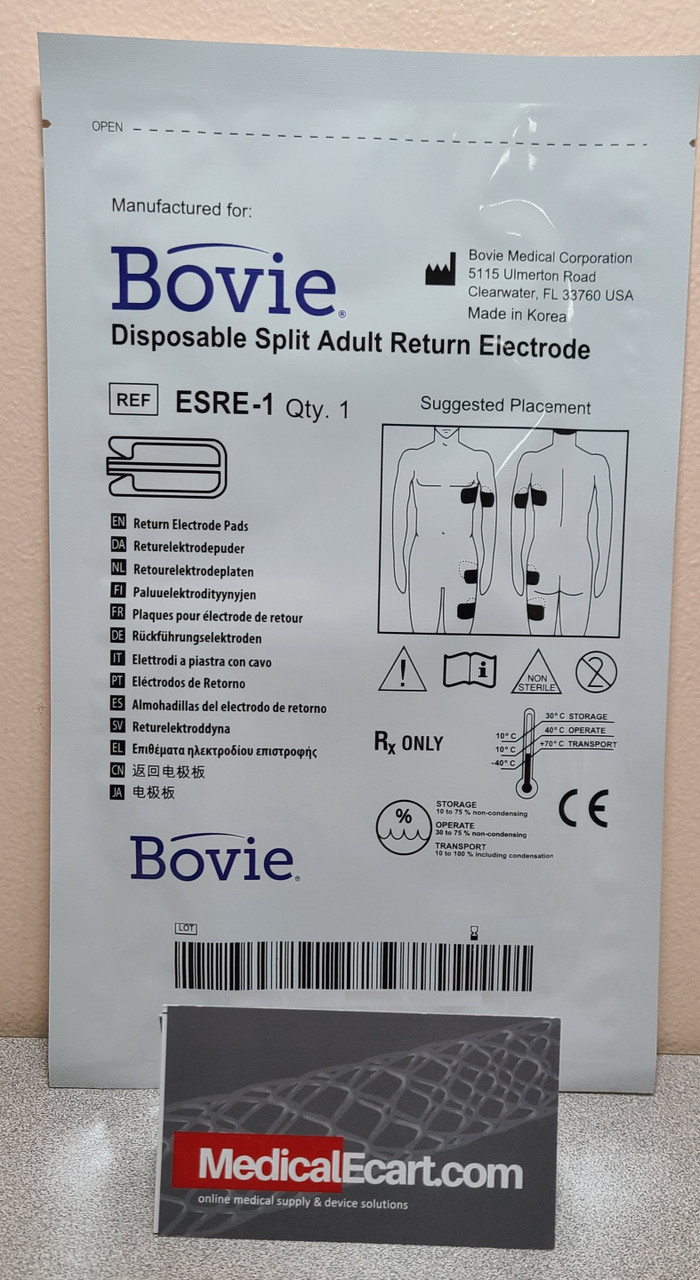 OPEN
Manufactured for:
Bovie®
Bovie Medical Corporation
5115 Ulmerton Road
Clearwater, FL 33760 USA
Made in Korea
Disposable Split Adult Return Electrode
REF ESRE-1 Qty. 1
Suggested Placement
EN Return Electrode Pads
DA Returelektrodepuder
NL Retourelektrodeplaten
FI Paluuelektrodityynyjen
FR Plaques pour électrode de retour
DE Rückführungselektroden
IT Elettrodi a piastra con cavo
PT Eléctrodos de Retorno
ES Almohadillas del electrodo de retorno
SV Returelektroddyna
EL Επιθέματα ηλεκτροδίου επιστροφής
CN 返回电极板
JA 电极板
!
i
NON
STERILE
2
Rx ONLY
30° C STORAGE
40° C OPERATE
+70° C TRANSPORT
10° C
10° C
-40° C
%
STORAGE
10 to 75 % non-condensing
OPERATE
30 to 75 % non-condensing
TRANSPORT
10 to 100 % including condensation
CE
Bovie®
LOT
MedicalEcart.com
online medical supply & device solutions